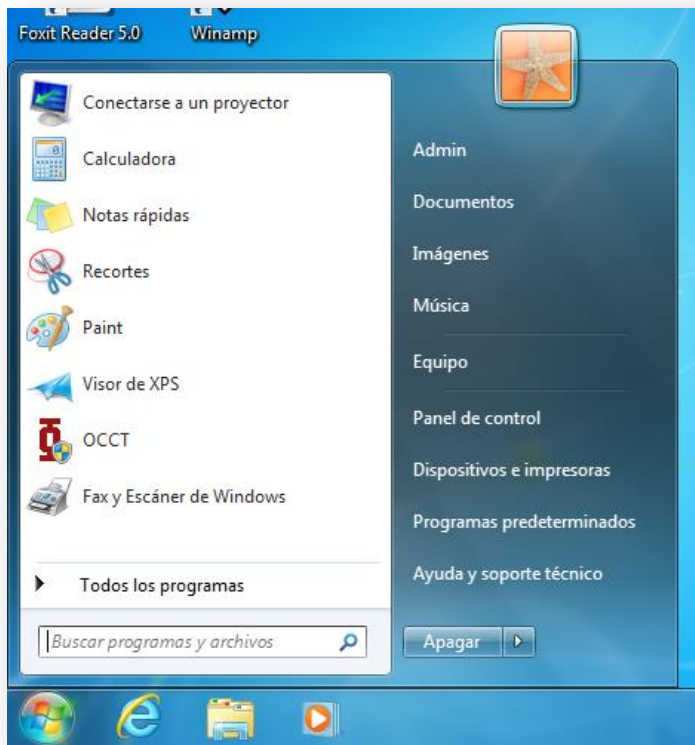 Foxit Reader 5.0
Winamp
Conectarse a un proyector
Calculadora
Notas rápidas
Recortes
Paint
Visor de XPS
OCCT
Fax y Escáner de Windows
Todos los programas
Buscar programas y archivos
Admin
Documentos
Imágenes
Música
Equipo
Panel de control
Dispositivos e impresoras
Programas predeterminados
Ayuda y soporte técnico
Apagar